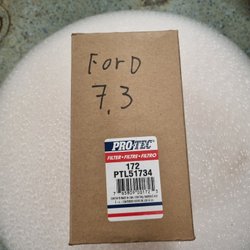 FORD
7.3
PRO·TEC
FILTER • FILTRE • FILTRO
172
PTL51734